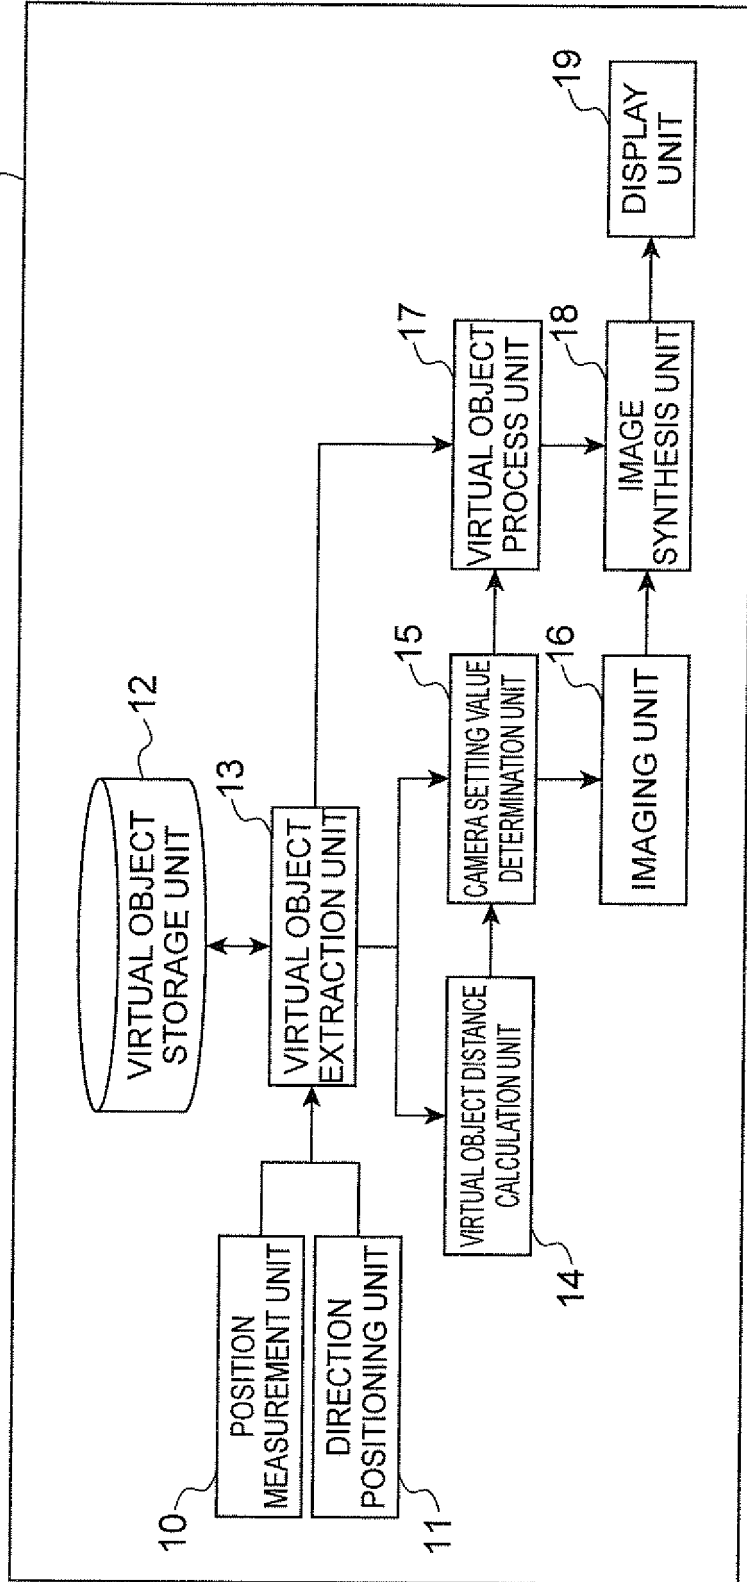 10
POSITION
MEASUREMENT UNIT
11
DIRECTION
POSITIONING UNIT
12
VIRTUAL OBJECT
STORAGE UNIT
13
VIRTUAL OBJECT
EXTRACTION UNIT
14
VIRTUAL OBJECT DISTANCE
CALCULATION UNIT
15
CAMERA SETTING VALUE
DETERMINATION UNIT
16
IMAGING UNIT
17
VIRTUAL OBJECT
PROCESS UNIT
18
IMAGE
SYNTHESIS UNIT
19
DISPLAY
UNIT